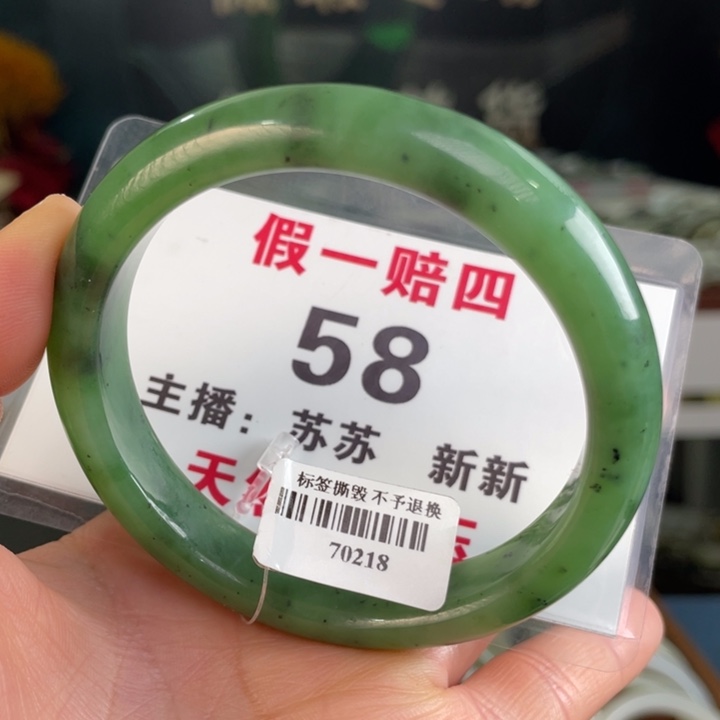 假一赔四
58
主播：苏苏 新新
天
标签撕毁 不予退换
70218